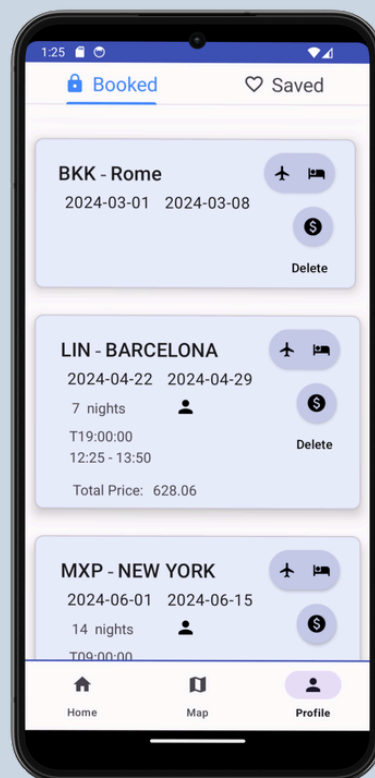 1:25
Booked
Saved
BKK - Rome
2024-03-01 2024-03-08
Delete
LIN - BARCELONA
2024-04-22 2024-04-29
7 nights
T19:00:00
12:25 - 13:50
Delete
Total Price: 628.06
MXP - NEW YORK
2024-06-01 2024-06-15
14 nights
T09:00:00
Home
Map
Profile